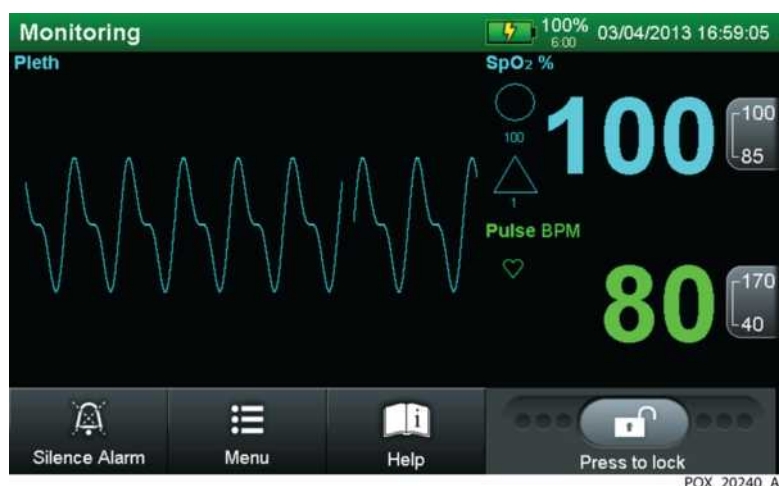 Monitoring
100%
6:00
03/04/2013 16:59:05
Pleth
SpO2 %
100
1
100
100
85
Pulse BPM
80
170
40
Silence Alarm
Menu
i
Help
Press to lock
POX_20240_A